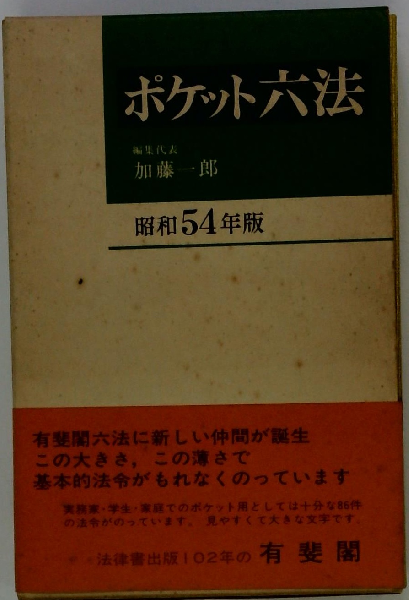 ポケット六法
編集代表
加藤一郎
昭和54年版
有斐閣六法に新しい仲間が誕生
この大きさ，この薄さで
基本的法令がもれなくのっています
実務家・学生・家庭でのポケット用としては十分な86件
の法令がのっています。見やすくて大きな文字です。
法律書出版102年の 有斐閣